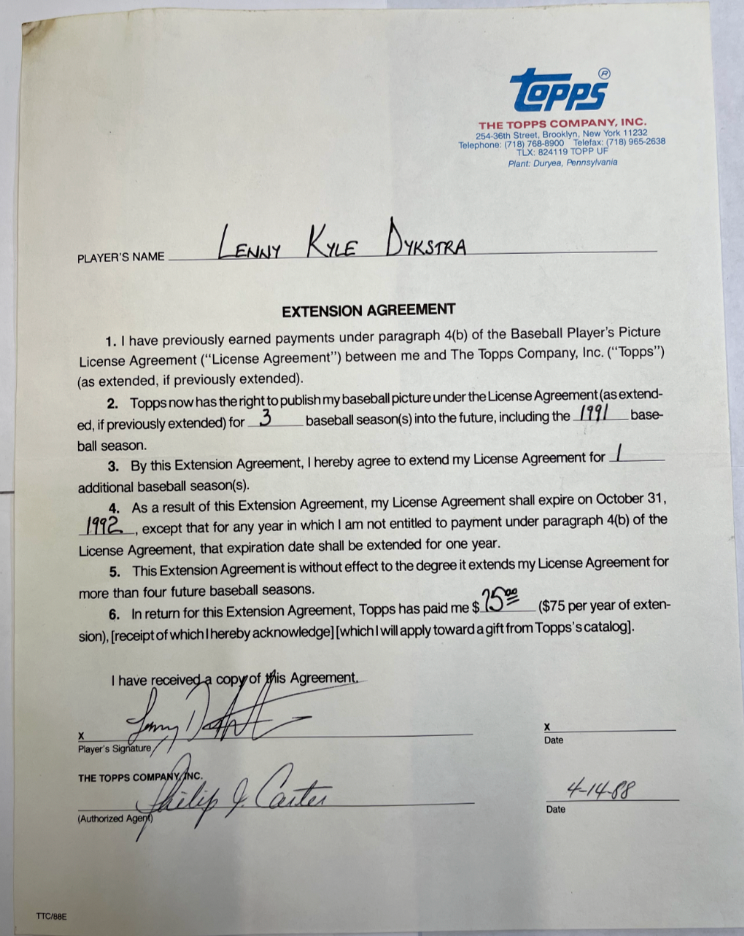 TOPPS ®
THE TOPPS COMPANY, INC.
254-36th Street, Brooklyn, New York 11232
Telephone: (718) 768-8900 Telefax: (718) 965-2638
TLX: 824119 TOPP UF
Plant: Duryea, Pennsylvania
PLAYER'S NAME LENNY KYLE DYKSTRA
EXTENSION AGREEMENT
1. I have previously earned payments under paragraph 4(b) of the Baseball Player's Picture
License Agreement ("License Agreement") between me and The Topps Company, Inc. ("Topps")
(as extended, if previously extended).
2. Topps now has the right to publish my baseball picture under the License Agreement (as extend-
ed, if previously extended) for 3 baseball season(s) into the future, including the 1991 base-
ball season.
3. By this Extension Agreement, I hereby agree to extend my License Agreement for 1
additional baseball season(s).
4. As a result of this Extension Agreement, my License Agreement shall expire on October 31,
1992, except that for any year in which I am not entitled to payment under paragraph 4(b) of the
License Agreement, that expiration date shall be extended for one year.
5. This Extension Agreement is without effect to the degree it extends my License Agreement for
more than four future baseball seasons.
6. In return for this Extension Agreement, Topps has paid me $ 75.00 ($75 per year of exten-
sion), [receipt of which I hereby acknowledge] [which I will apply toward a gift from Topps's catalog].
I have received a copy of this Agreement.
X Lenny Dykstra X
Player's Signature Date
THE TOPPS COMPANY, INC.
Philip J. Carter 4-14-88
(Authorized Agent) Date
TTC/88E